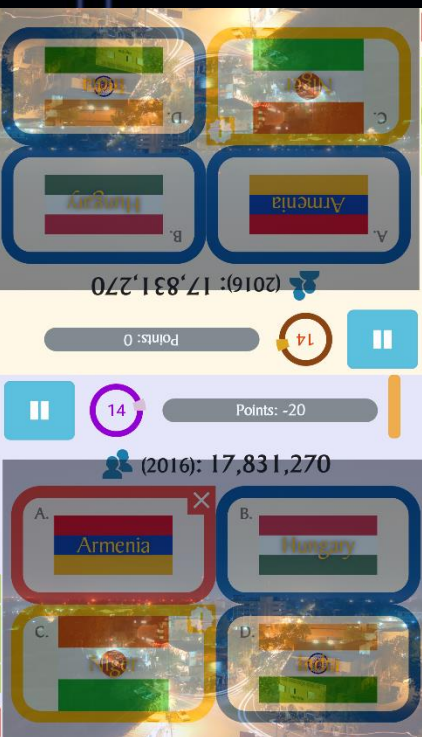 D. India
C. Niger
B. Hungary
A. Armenia
(2016): 17,831,270
Points: 0
14
14
Points: -20
(2016): 17,831,270
A. Armenia
B. Hungary
C. Niger
D. India